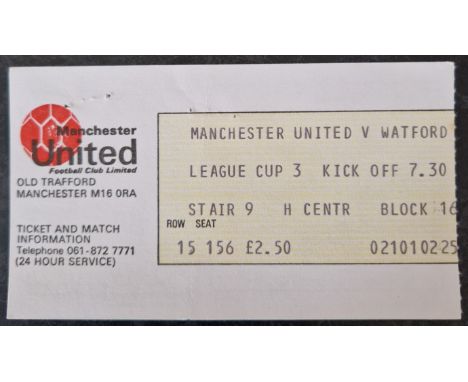 Manchester
United
Football Club Limited
OLD TRAFFORD
MANCHESTER M16 0RA
TICKET AND MATCH
INFORMATION
Telephone 061-872 7771
(24 HOUR SERVICE)
MANCHESTER UNITED V WATFORD
LEAGUE CUP 3 KICK OFF 7.30
STAIR 9 H CENTR BLOCK 16
ROW SEAT
15 156 £2.50 021010225